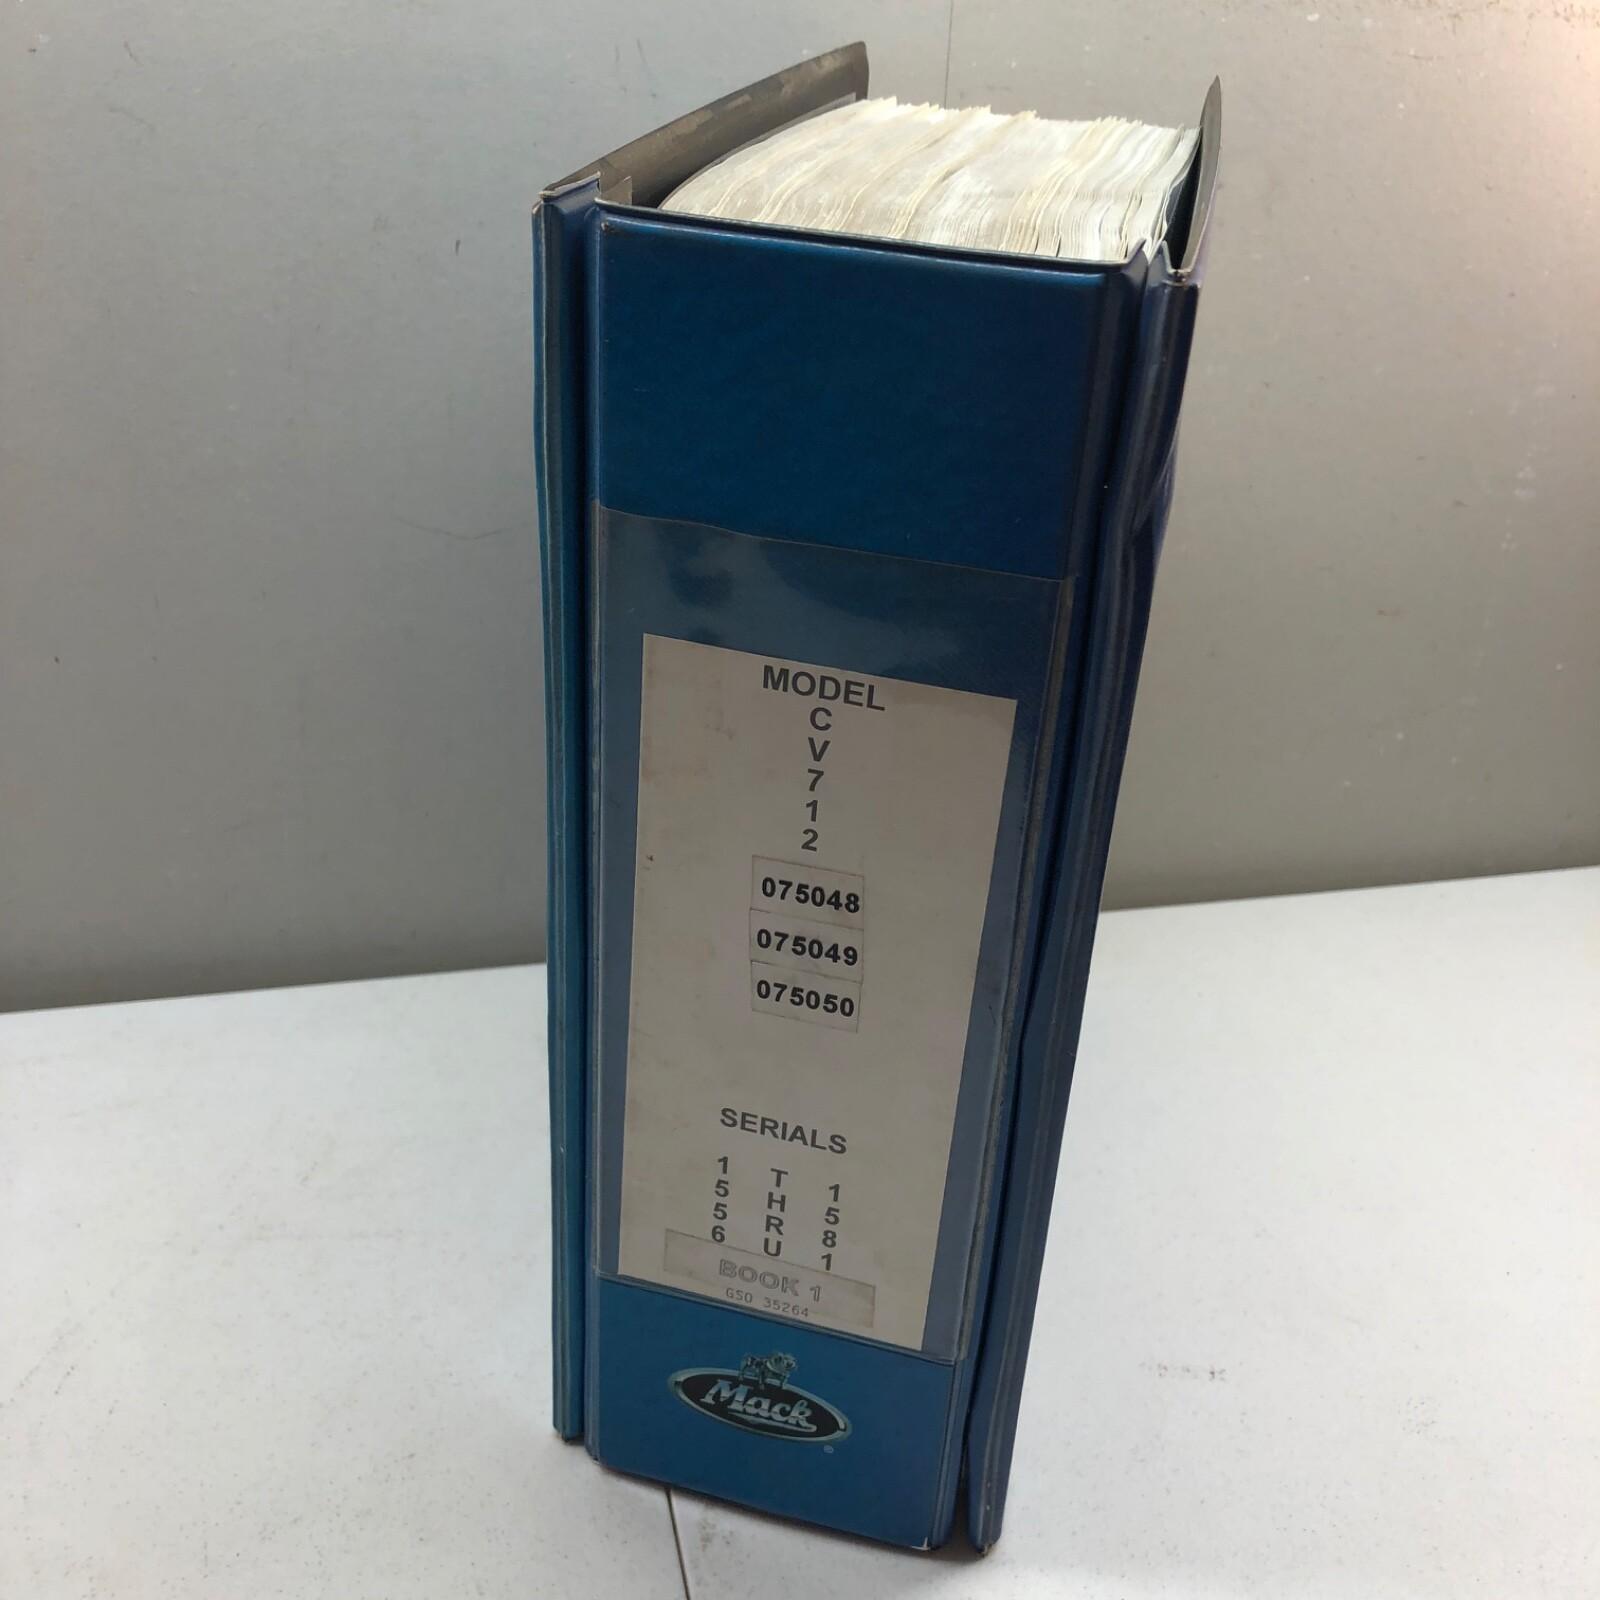 MODEL
C
V
7
1
2
075048
075049
075050
SERIALS
1 T 1
5 H 5
5 R 8
6 U 1
BOOK 1
GSO 35264
Mack
®